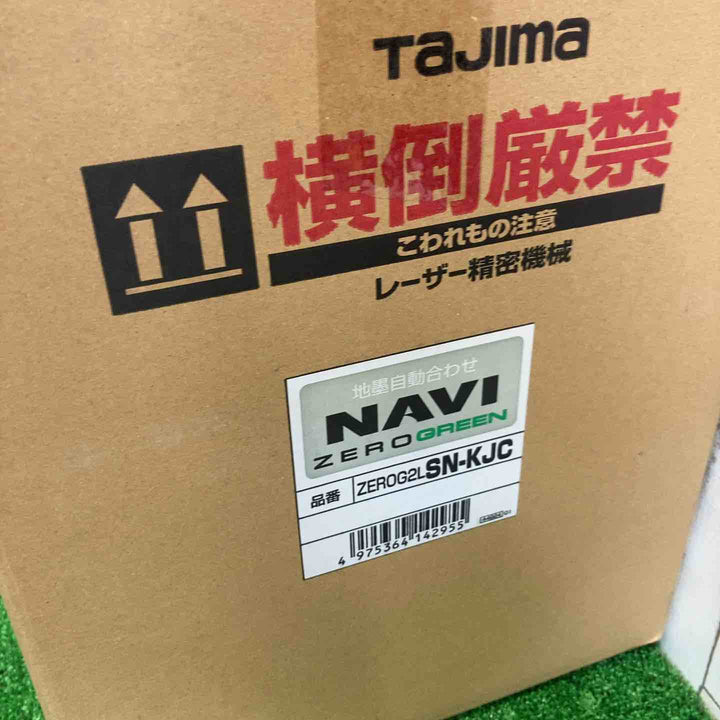 TaJIma
横倒厳禁
こわれもの注意
レーザー精密機械
地墨自動合わせ
NAVI
ZERO GREEN
品番 ZEROG2LSN-KJC
4 975364 142955